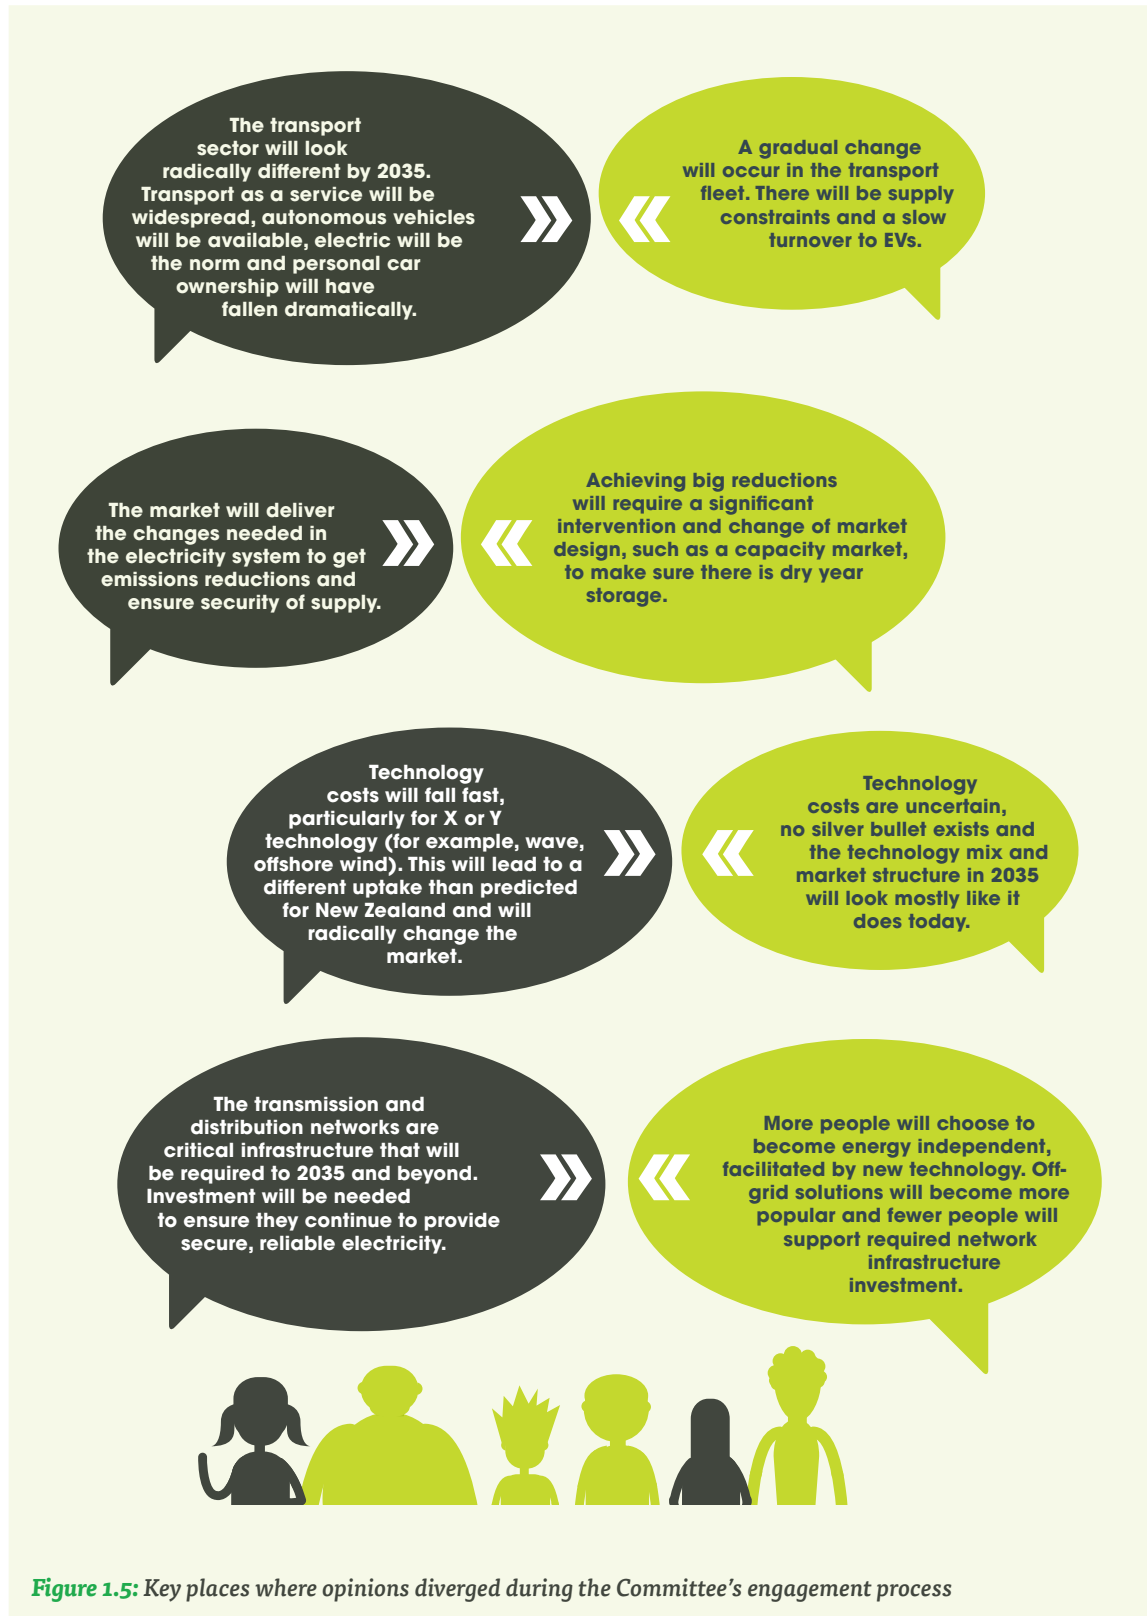 The transport
sector will look
radically different by 2035.
Transport as a service will be
widespread, autonomous vehicles
will be available, electric will be
the norm and personal car
ownership will have
fallen dramatically.
A gradual change
will occur in the transport
fleet. There will be supply
constraints and a slow
turnover to EVs.
The market will deliver
the changes needed in
the electricity system to get
emissions reductions and
ensure security of supply.
Achieving big reductions
will require a significant
intervention and change of market
design, such as a capacity market,
to make sure there is dry year
storage.
Technology
costs will fall fast,
particularly for X or Y
technology (for example, wave,
offshore wind). This will lead to a
different uptake than predicted
for New Zealand and will
radically change the
market.
Technology
costs are uncertain,
no silver bullet exists and
the technology mix and
market structure in 2035
will look mostly like it
does today.
The transmission and
distribution networks are
critical infrastructure that will
be required to 2035 and beyond.
Investment will be needed
to ensure they continue to provide
secure, reliable electricity.
More people will choose to
become energy independent,
facilitated by new technology. Off-
grid solutions will become more
popular and fewer people will
support required network
infrastructure
investment.
Figure 1.5: Key places where opinions diverged during the Committee's engagement process